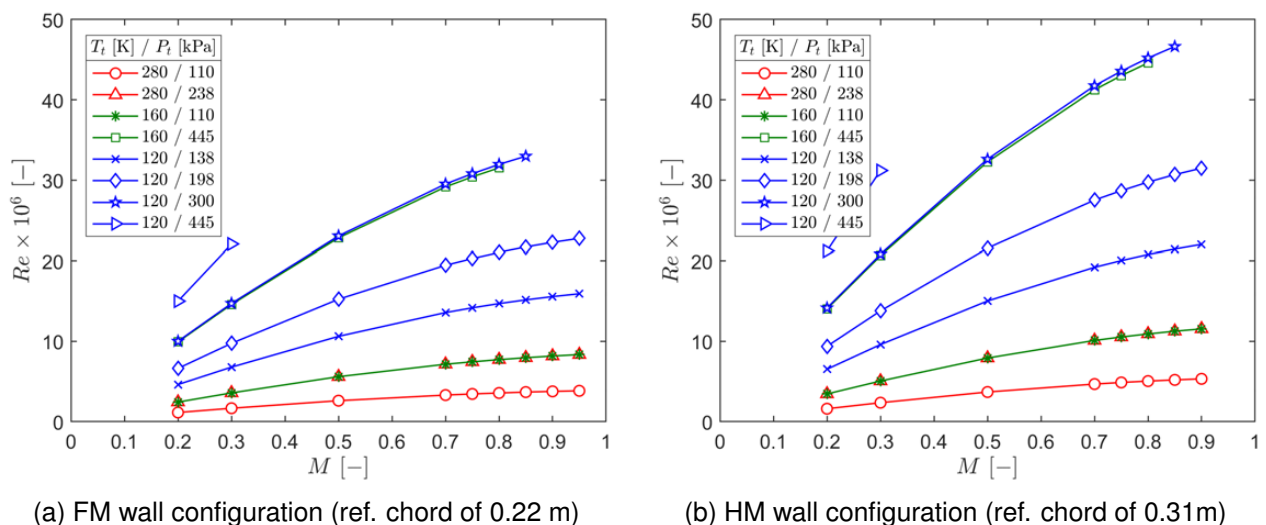 50
40
30
20
10
0
Re × 10⁶ [−]
T_t [K] / P_t [kPa]
280 / 110
280 / 238
160 / 110
160 / 445
120 / 138
120 / 198
120 / 300
120 / 445
0 0.1 0.2 0.3 0.4 0.5 0.6 0.7 0.8 0.9 1
M [−]
(a) FM wall configuration (ref. chord of 0.22 m)
50
40
30
20
10
0
Re × 10⁶ [−]
T_t [K] / P_t [kPa]
280 / 110
280 / 238
160 / 110
160 / 445
120 / 138
120 / 198
120 / 300
120 / 445
0 0.1 0.2 0.3 0.4 0.5 0.6 0.7 0.8 0.9 1
M [−]
(b) HM wall configuration (ref. chord of 0.31m)